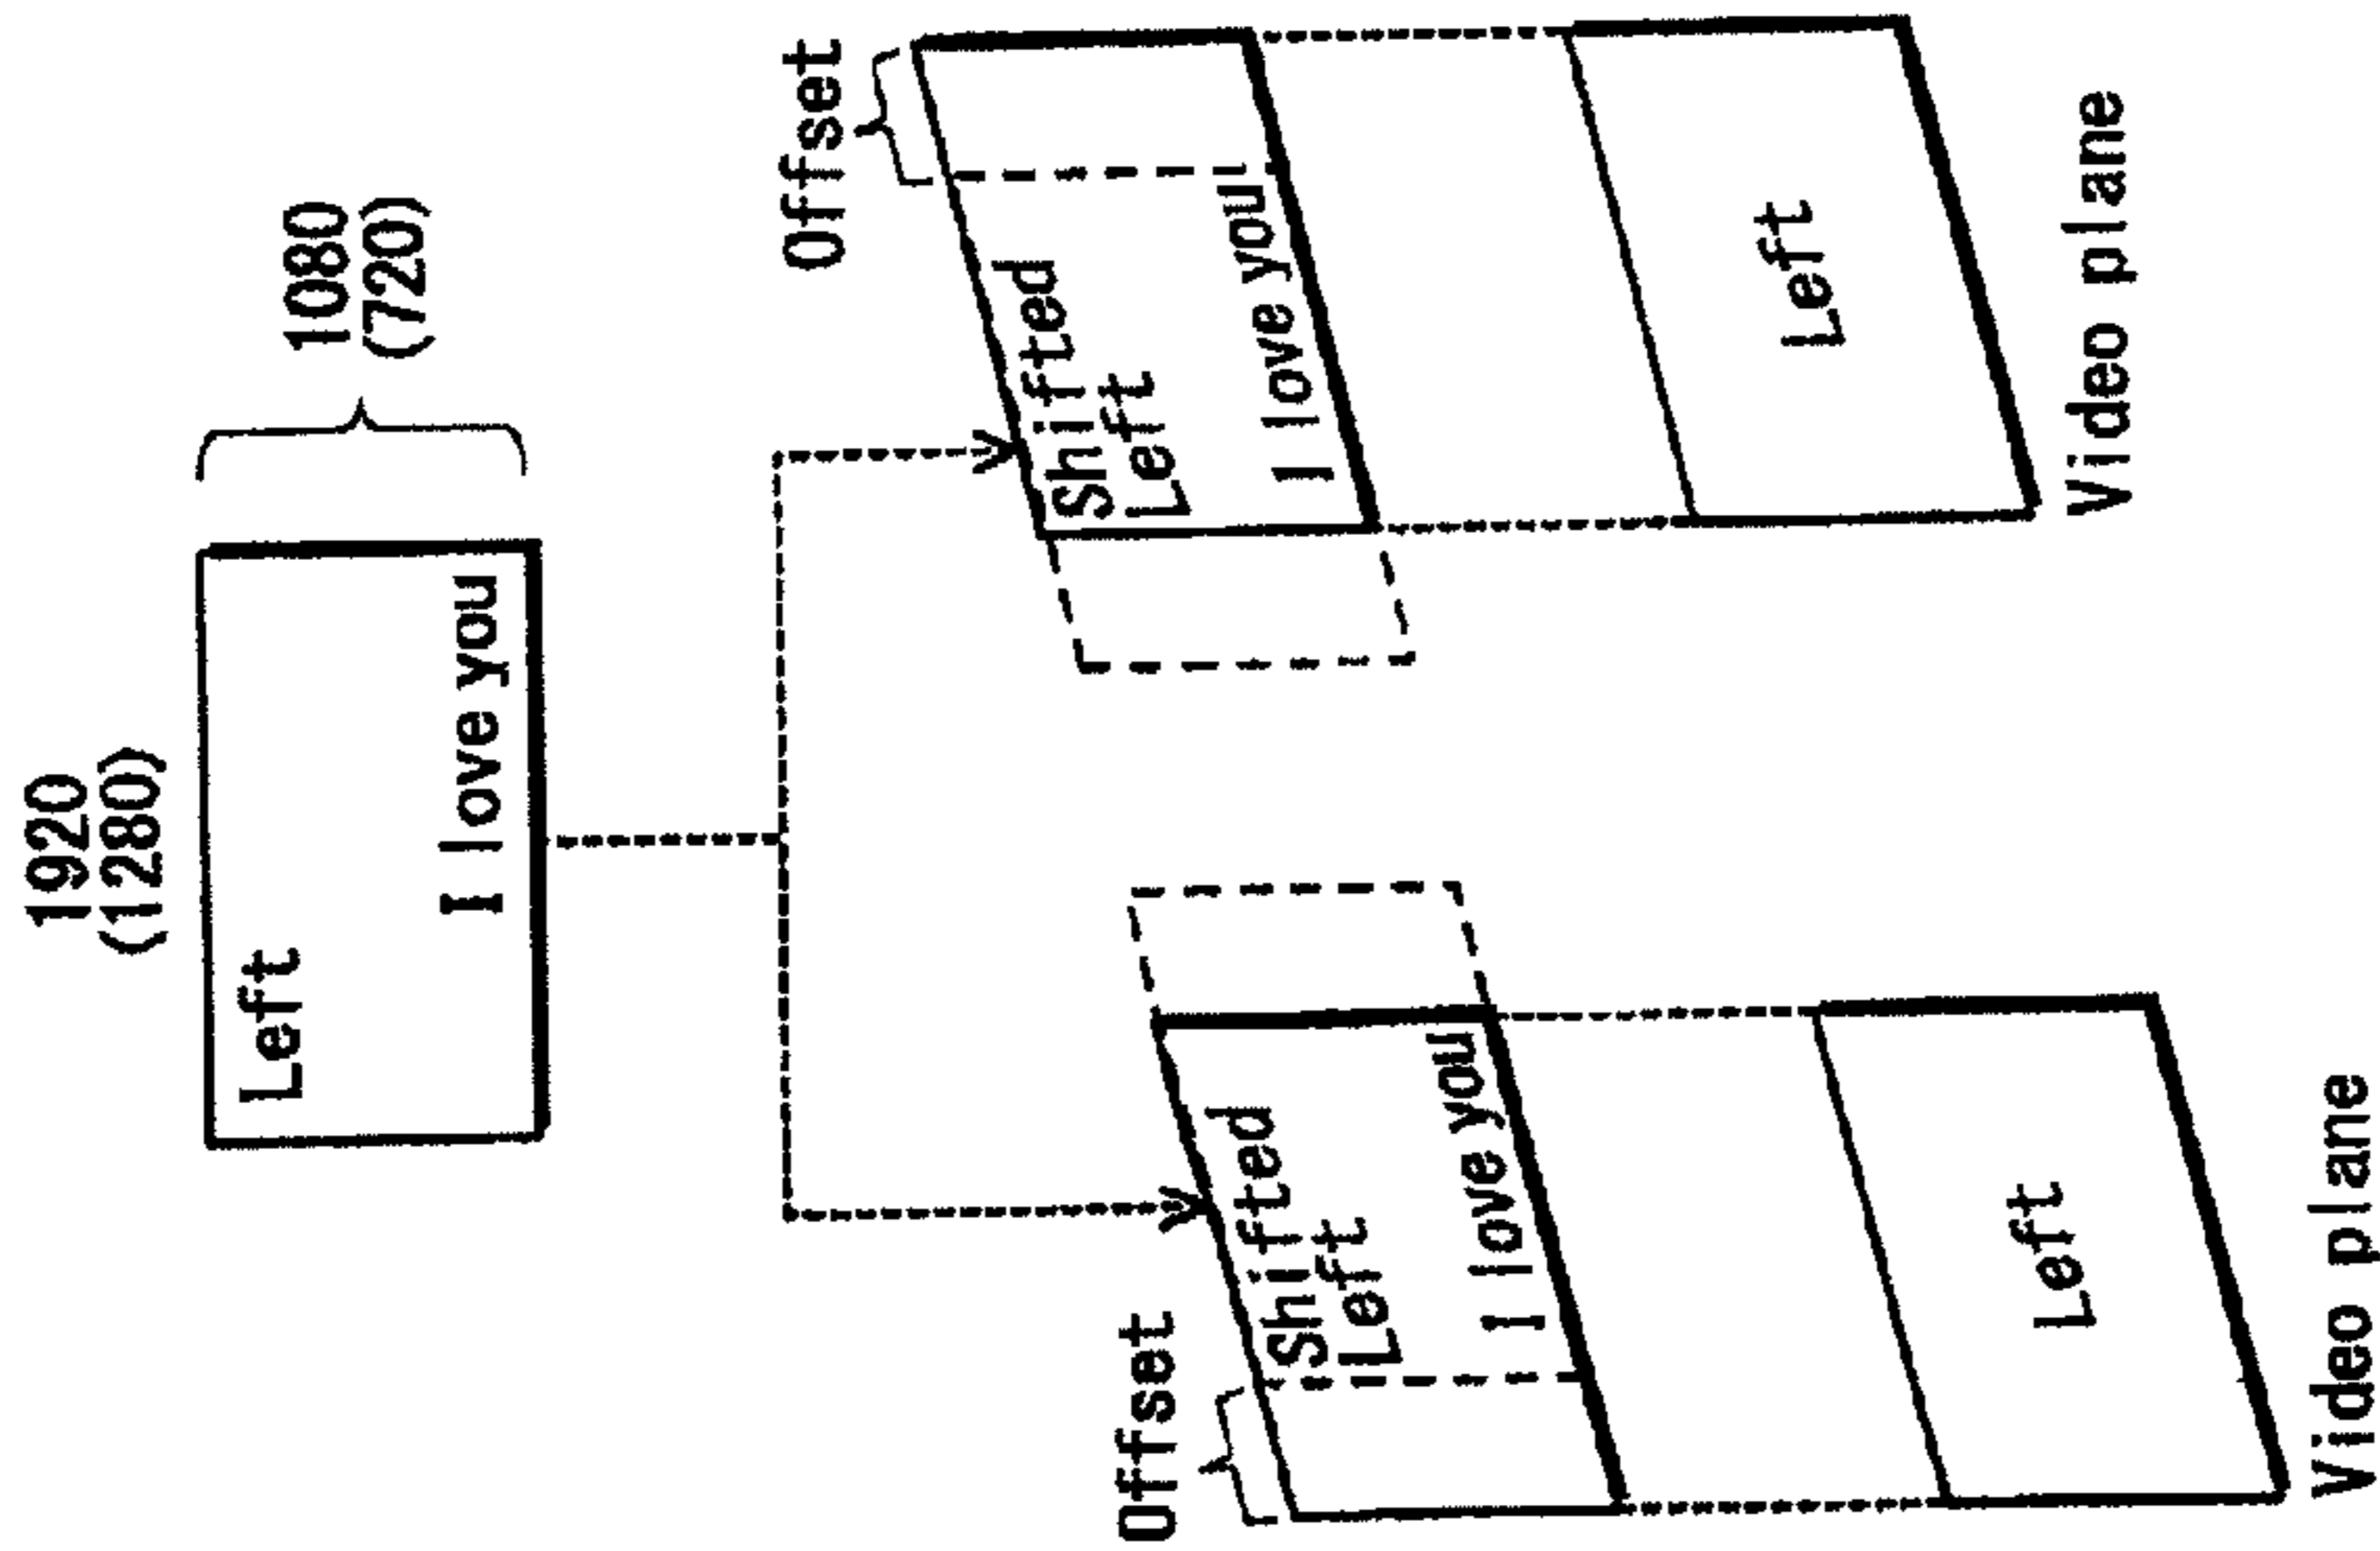 1920
(1280)
1080
(720)
Left
I love you
Offset
Shifted
Left
I love you
Left
Video plane
Offset
Shifted
Left
I love you
Left
Video plane